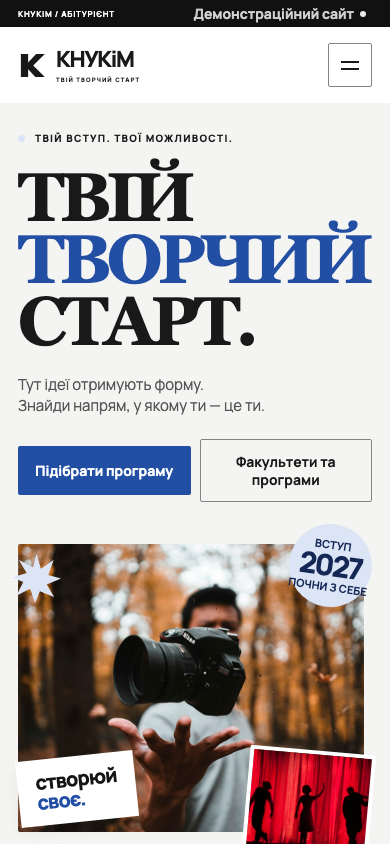 КНУКІМ / АБІТУРІЄНТ
Демонстраційний сайт
К
КНУКіМ
ТВІЙ ТВОРЧИЙ СТАРТ
ТВІЙ ВСТУП. ТВОЇ МОЖЛИВОСТІ.
ТВІЙ
ТВОРЧИЙ
СТАРТ.
Тут ідеї отримують форму.
Знайди напрям, у якому ти — це ти.
Підібрати програму
Факультети та
програми
ВСТУП
2027
ПОЧНИ З СЕБЕ
створюй
своє.